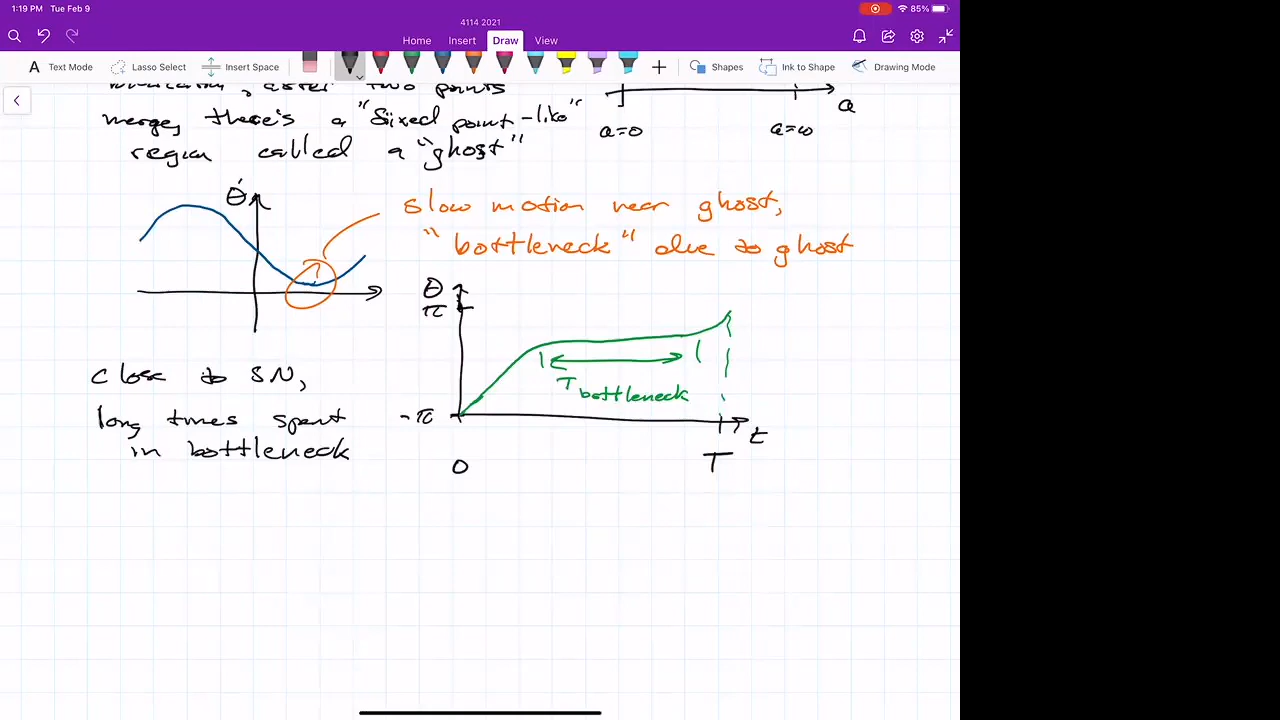 1:19 PM Tue Feb 9
85%
4114 2021
Home Insert Draw View
Text Mode Lasso Select Insert Space Shapes Ink to Shape Drawing Mode
two points
merge, there's a "fixed point-like"
region called a "ghost"
a
a=0 a=ω
θ̇
slow motion near ghost,
"bottleneck" due to ghost
θ
π
T bottleneck
-π
t
0 T
close to SN,
long times spent
in bottleneck